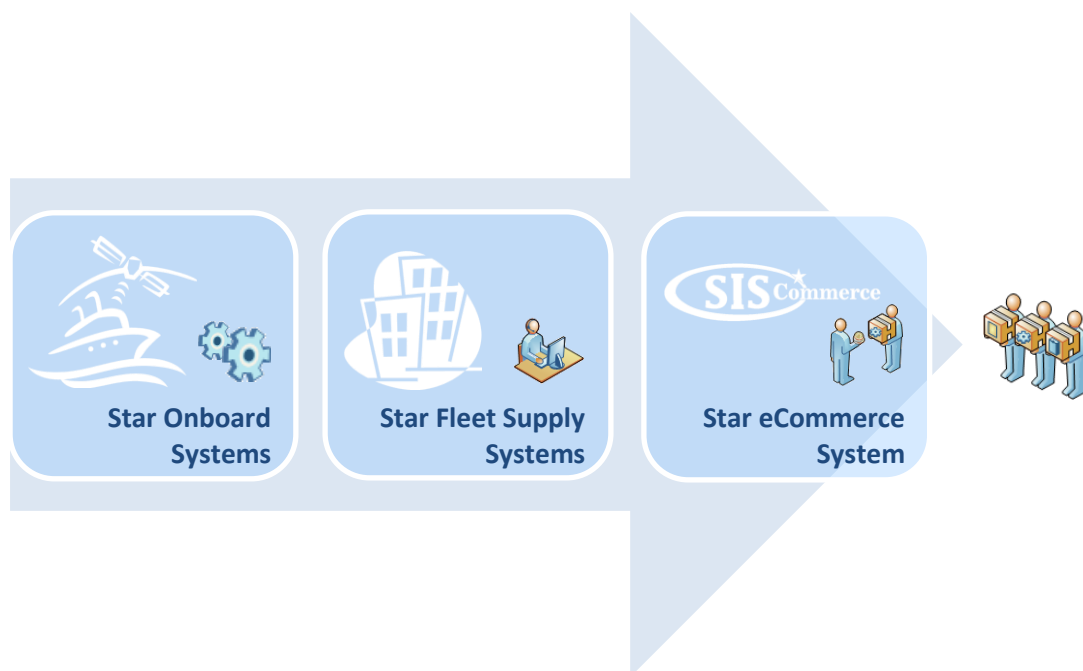 SIS Commerce
Star Onboard
Systems
Star Fleet Supply
Systems
Star eCommerce
System